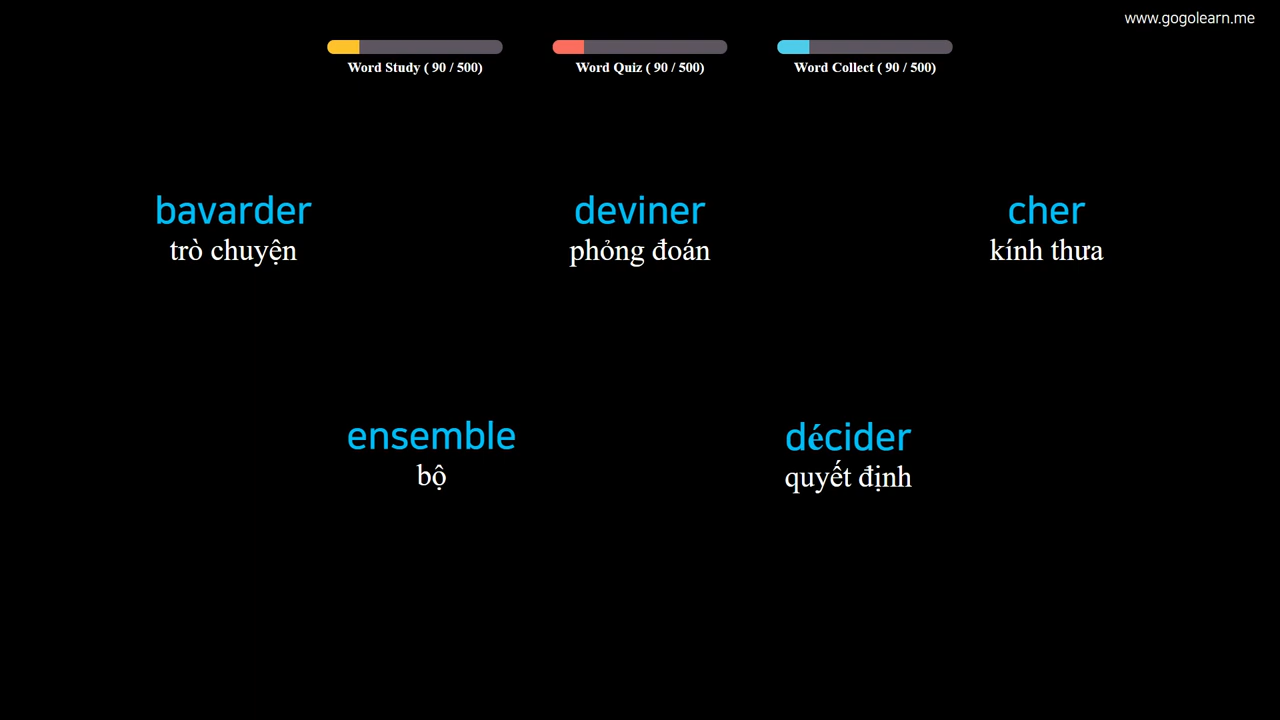 www.gogolearn.me
Word Study ( 90 / 500)
Word Quiz ( 90 / 500)
Word Collect ( 90 / 500)
bavarder
trò chuyện
deviner
phỏng đoán
cher
kính thưa
ensemble
bộ
décider
quyết định